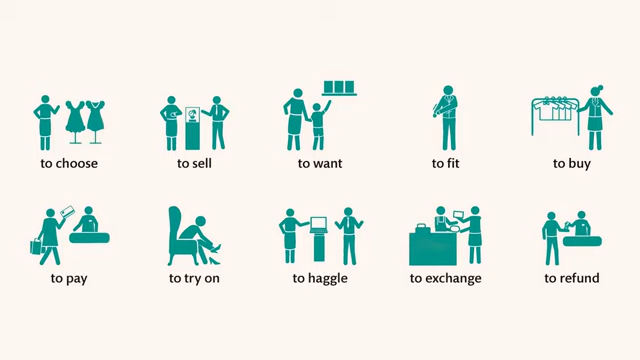 to choose
to sell
to want
to fit
to buy
to pay
to try on
to haggle
to exchange
to refund